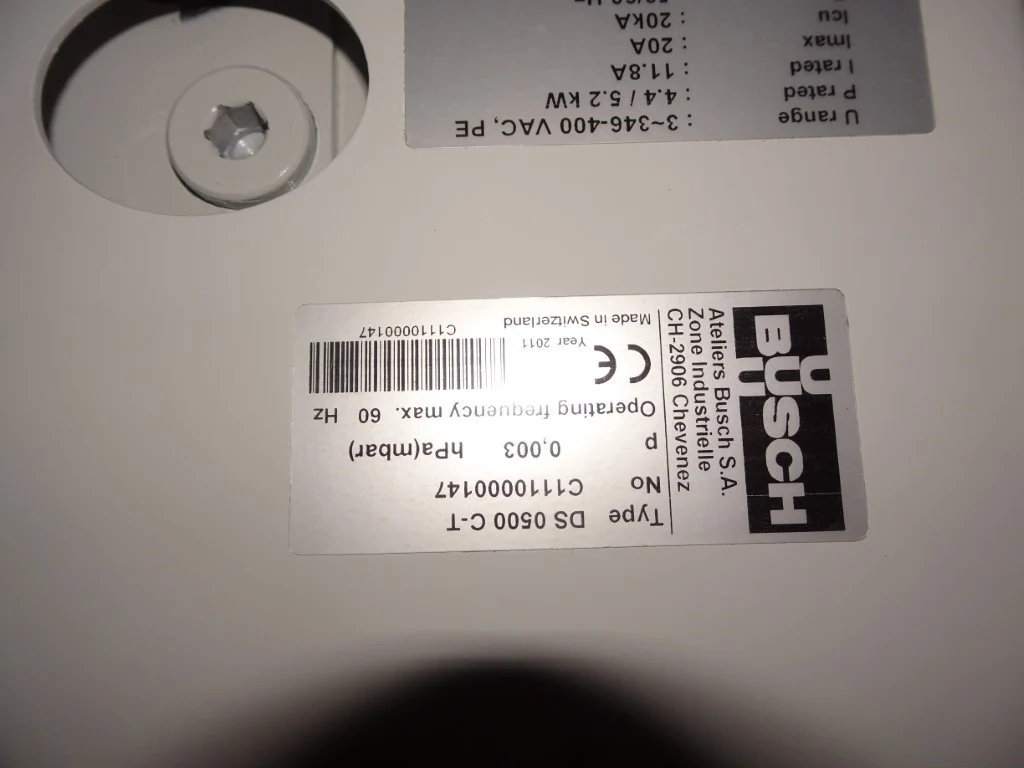 BUSCH
Ateliers Busch S.A.
Zone Industrielle
CH-2906 Chevenez
Type DS 0500 C-T
No C1110000147
p 0,003 hPa(mbar)
Operating frequency max. 60 Hz
CE Year 2011
Made in Switzerland
C1110000147
U range : 3~346-400 VAC, PE
P rated : 4.4 / 5.2 kW
I rated : 11.8A
Imax : 20A
Icu : 20kA